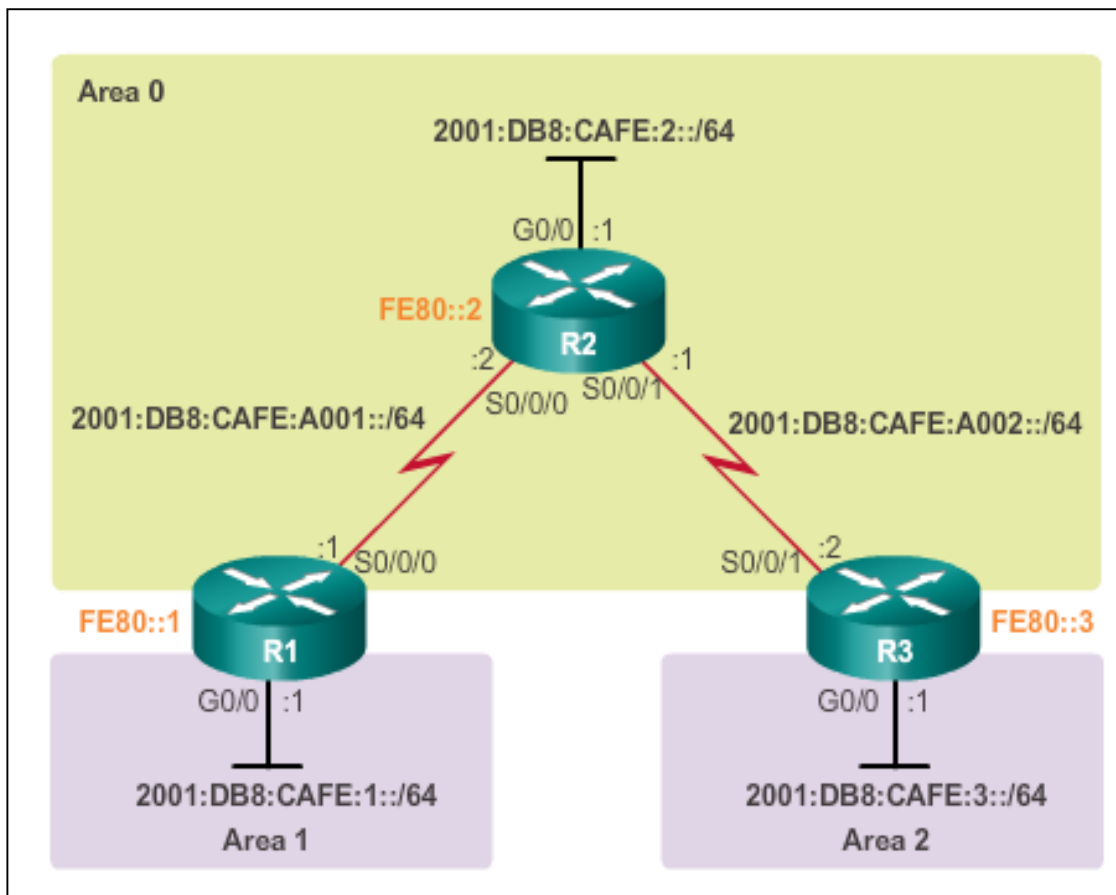 Area 0
2001:DB8:CAFE:2::/64
G0/0 :1
FE80::2
R2
:2 :1
S0/0/0 S0/0/1
2001:DB8:CAFE:A001::/64 2001:DB8:CAFE:A002::/64
:1 S0/0/0 S0/0/1 :2
FE80::1 FE80::3
R1 R3
G0/0 :1 G0/0 :1
2001:DB8:CAFE:1::/64 2001:DB8:CAFE:3::/64
Area 1 Area 2